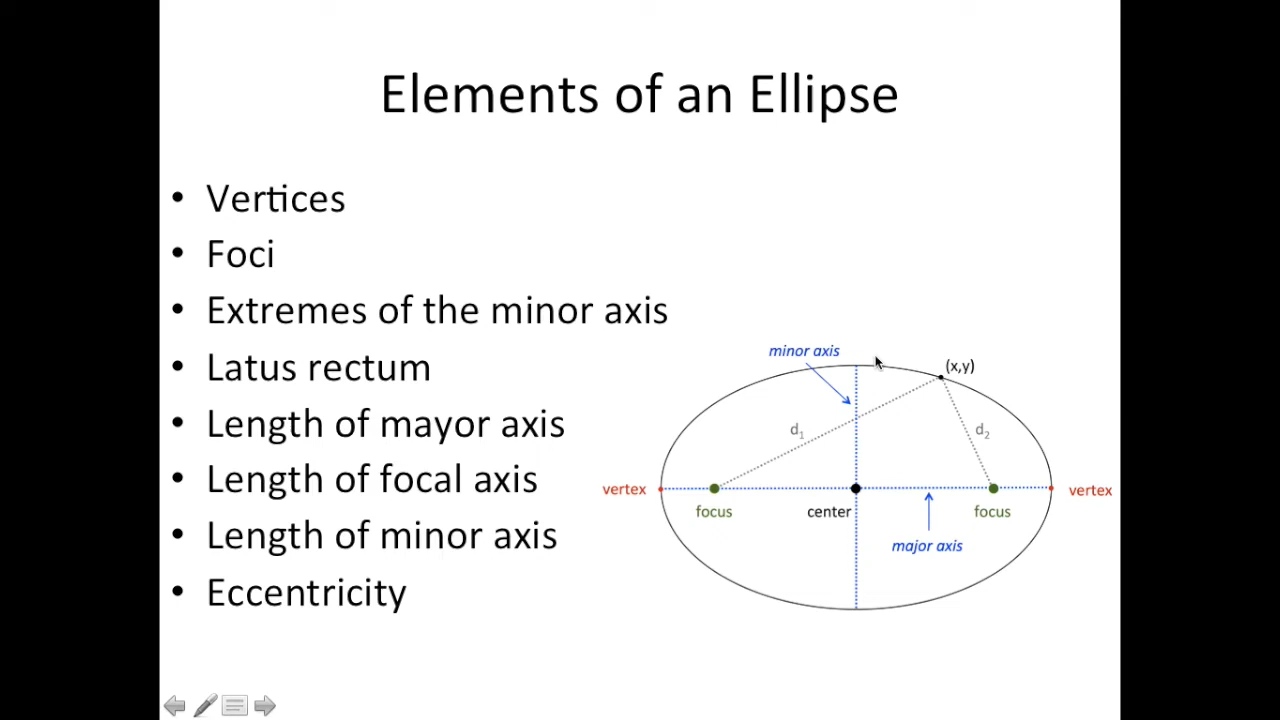 Elements of an Ellipse
• Vertices
• Foci
• Extremes of the minor axis
• Latus rectum
• Length of mayor axis
• Length of focal axis
• Length of minor axis
• Eccentricity
minor axis
(x,y)
d₁
d₂
vertex
vertex
focus
center
focus
major axis